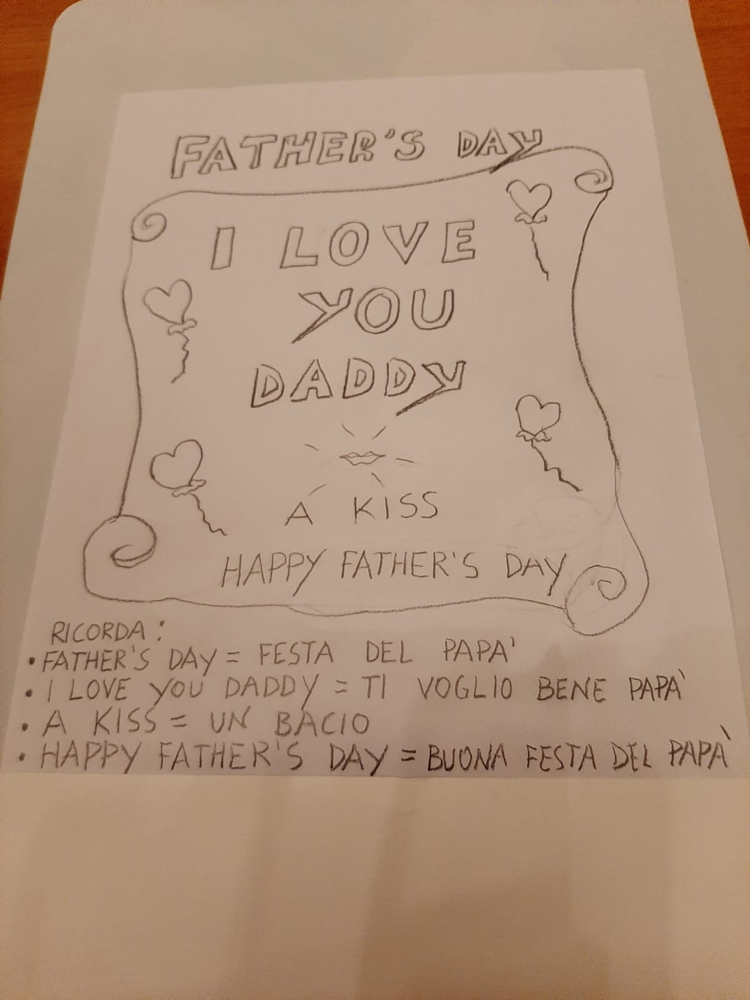 FATHER'S DAY
I LOVE
YOU
DADDY
A KISS
HAPPY FATHER'S DAY
RICORDA:
• FATHER'S DAY = FESTA DEL PAPA'
• I LOVE YOU DADDY = TI VOGLIO BENE PAPÀ
• A KISS = UN BACIO
• HAPPY FATHER'S DAY = BUONA FESTA DEL PAPÀ